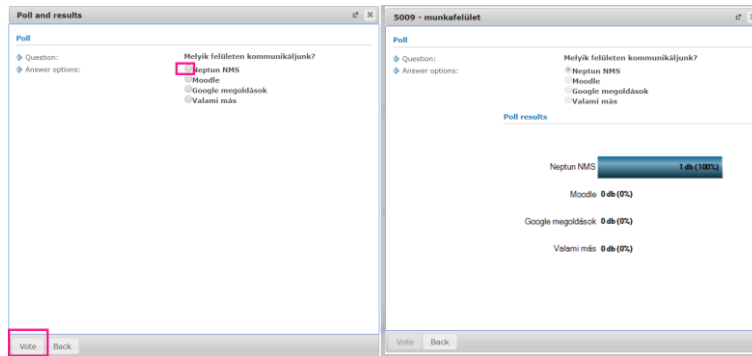 Poll and results
Poll
Question: Melyik felületen kommunikáljunk?
Answer options: Neptun NMS
Moodle
Google megoldások
Valami más
Vote Back
5009 - munkafelület
Poll
Question: Melyik felületen kommunikáljunk?
Answer options: Neptun NMS
Moodle
Google megoldások
Valami más
Poll results
Neptun NMS 1 db (100%)
Moodle 0 db (0%)
Google megoldások 0 db (0%)
Valami más 0 db (0%)
Vote Back